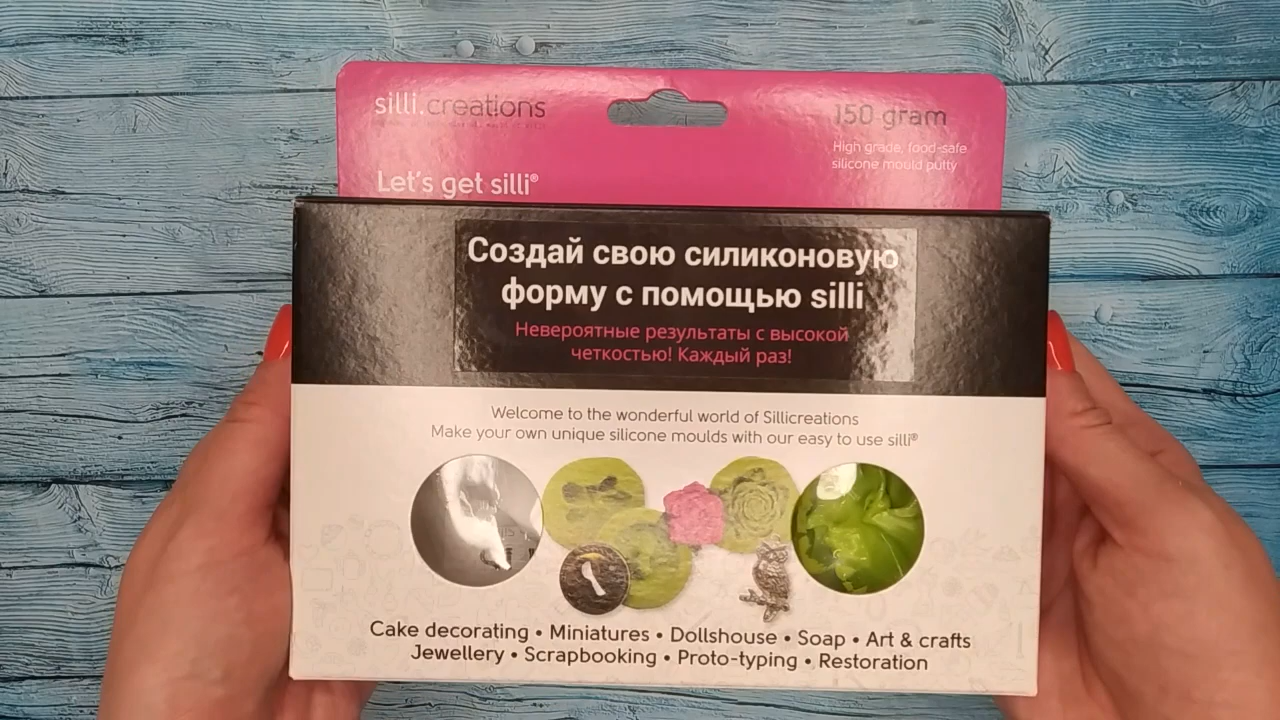 silli.creations
150 gram
High grade, food-safe
silicone mould putty
Let's get silli®
Создай свою силиконовую
форму с помощью silli
Невероятные результаты с высокой
четкостью! Каждый раз!
Welcome to the wonderful world of Sillicreations
Make your own unique silicone moulds with our easy to use silli®
Cake decorating • Miniatures • Dollshouse • Soap • Art & crafts
Jewellery • Scrapbooking • Proto-typing • Restoration